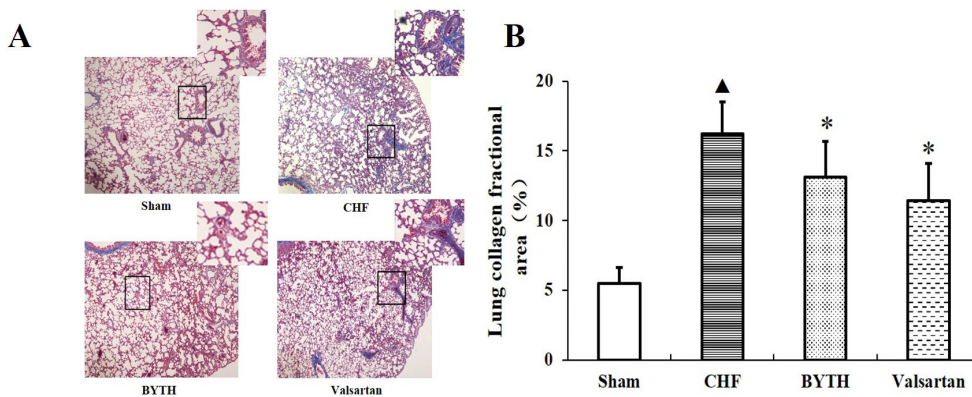 A
Sham
CHF
BYTH
Valsartan
B
Lung collagen fractional
area (%)
20
15
10
5
0
▲
*
*
Sham
CHF
BYTH
Valsartan